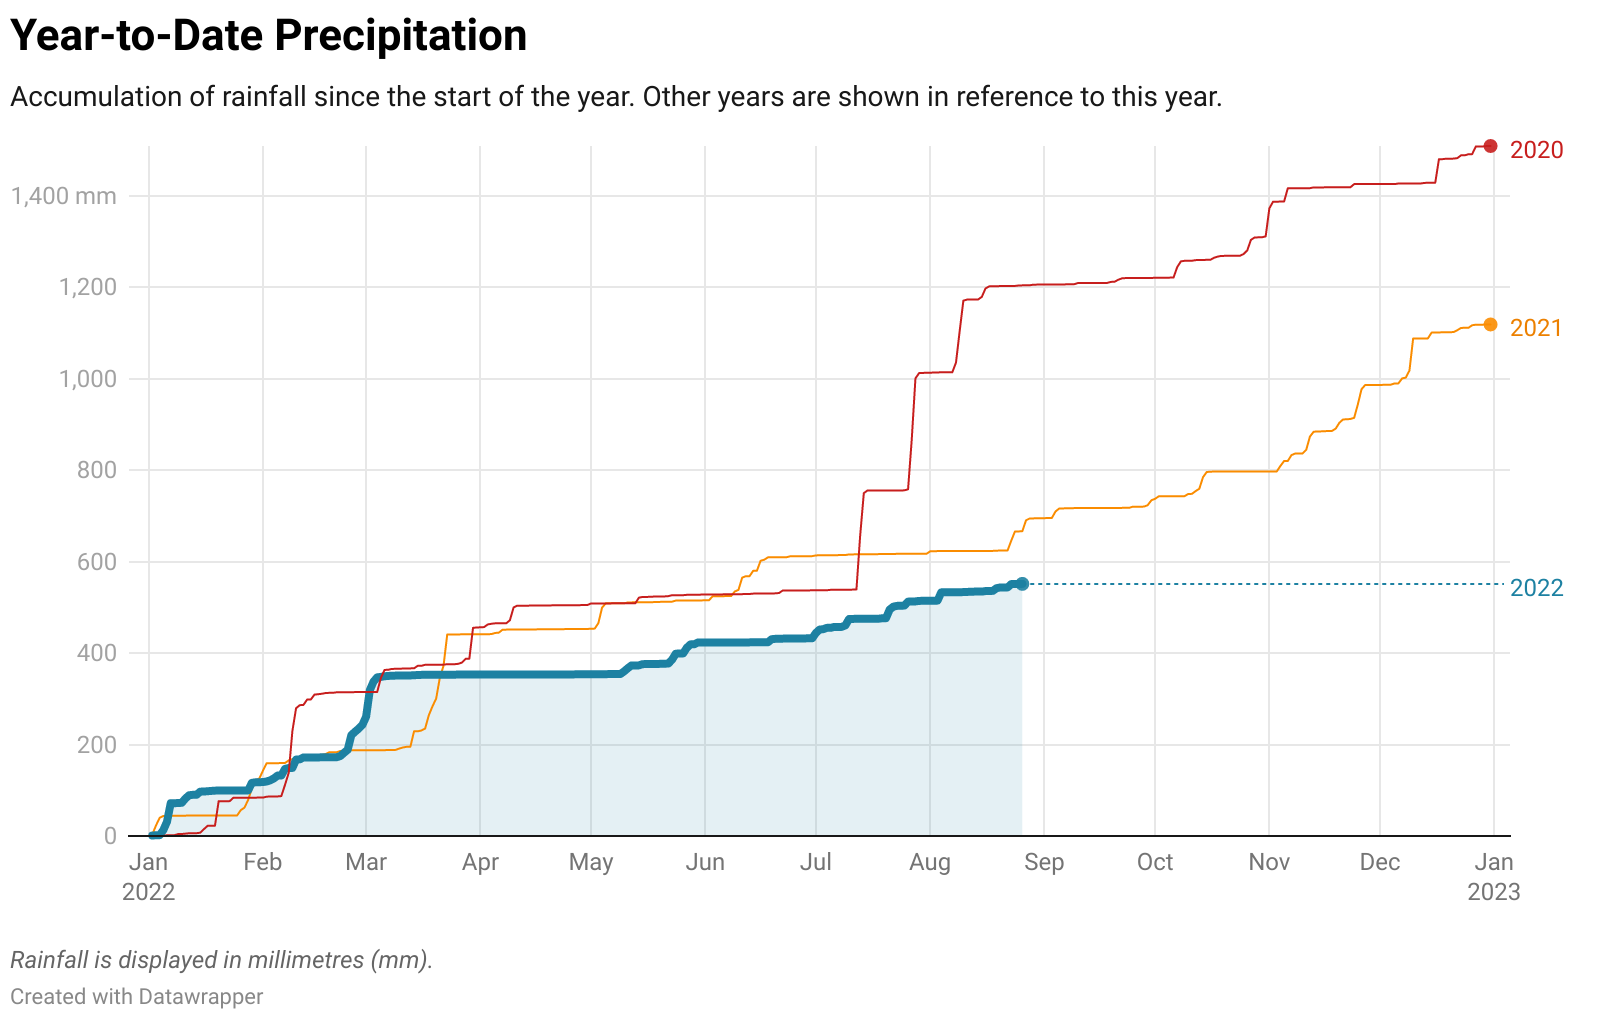 Year-to-Date Precipitation
Accumulation of rainfall since the start of the year. Other years are shown in reference to this year.
2020
1,400 mm
1,200
2021
1,000
800
600
2022
400
200
0
Jan Feb Mar Apr May Jun Jul Aug Sep Oct Nov Dec Jan
2022 2023
Rainfall is displayed in millimetres (mm).
Created with Datawrapper